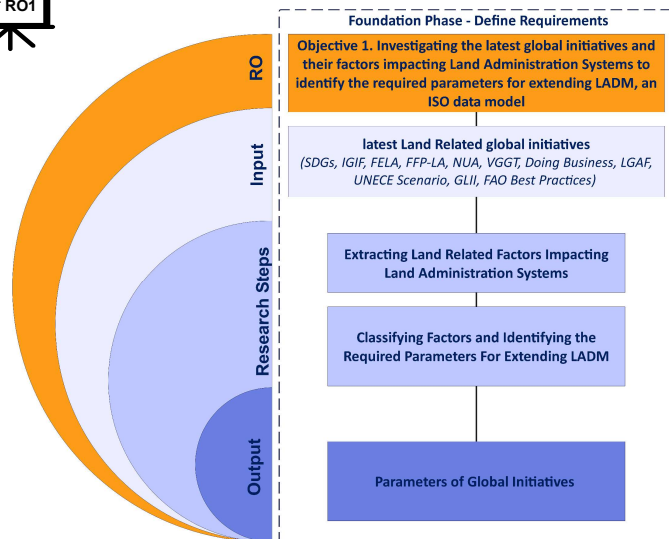 RO1
Foundation Phase - Define Requirements
Objective 1. Investigating the latest global initiatives and
their factors impacting Land Administration Systems to
identify the required parameters for extending LADM, an
ISO data model
RO
latest Land Related global initiatives
(SDGs, IGIF, FELA, FFP-LA, NUA, VGGT, Doing Business, LGAF,
UNECE Scenario, GLII, FAO Best Practices)
Input
Extracting Land Related Factors Impacting
Land Administration Systems
Research Steps
Classifying Factors and Identifying the
Required Parameters For Extending LADM
Output
Parameters of Global Initiatives